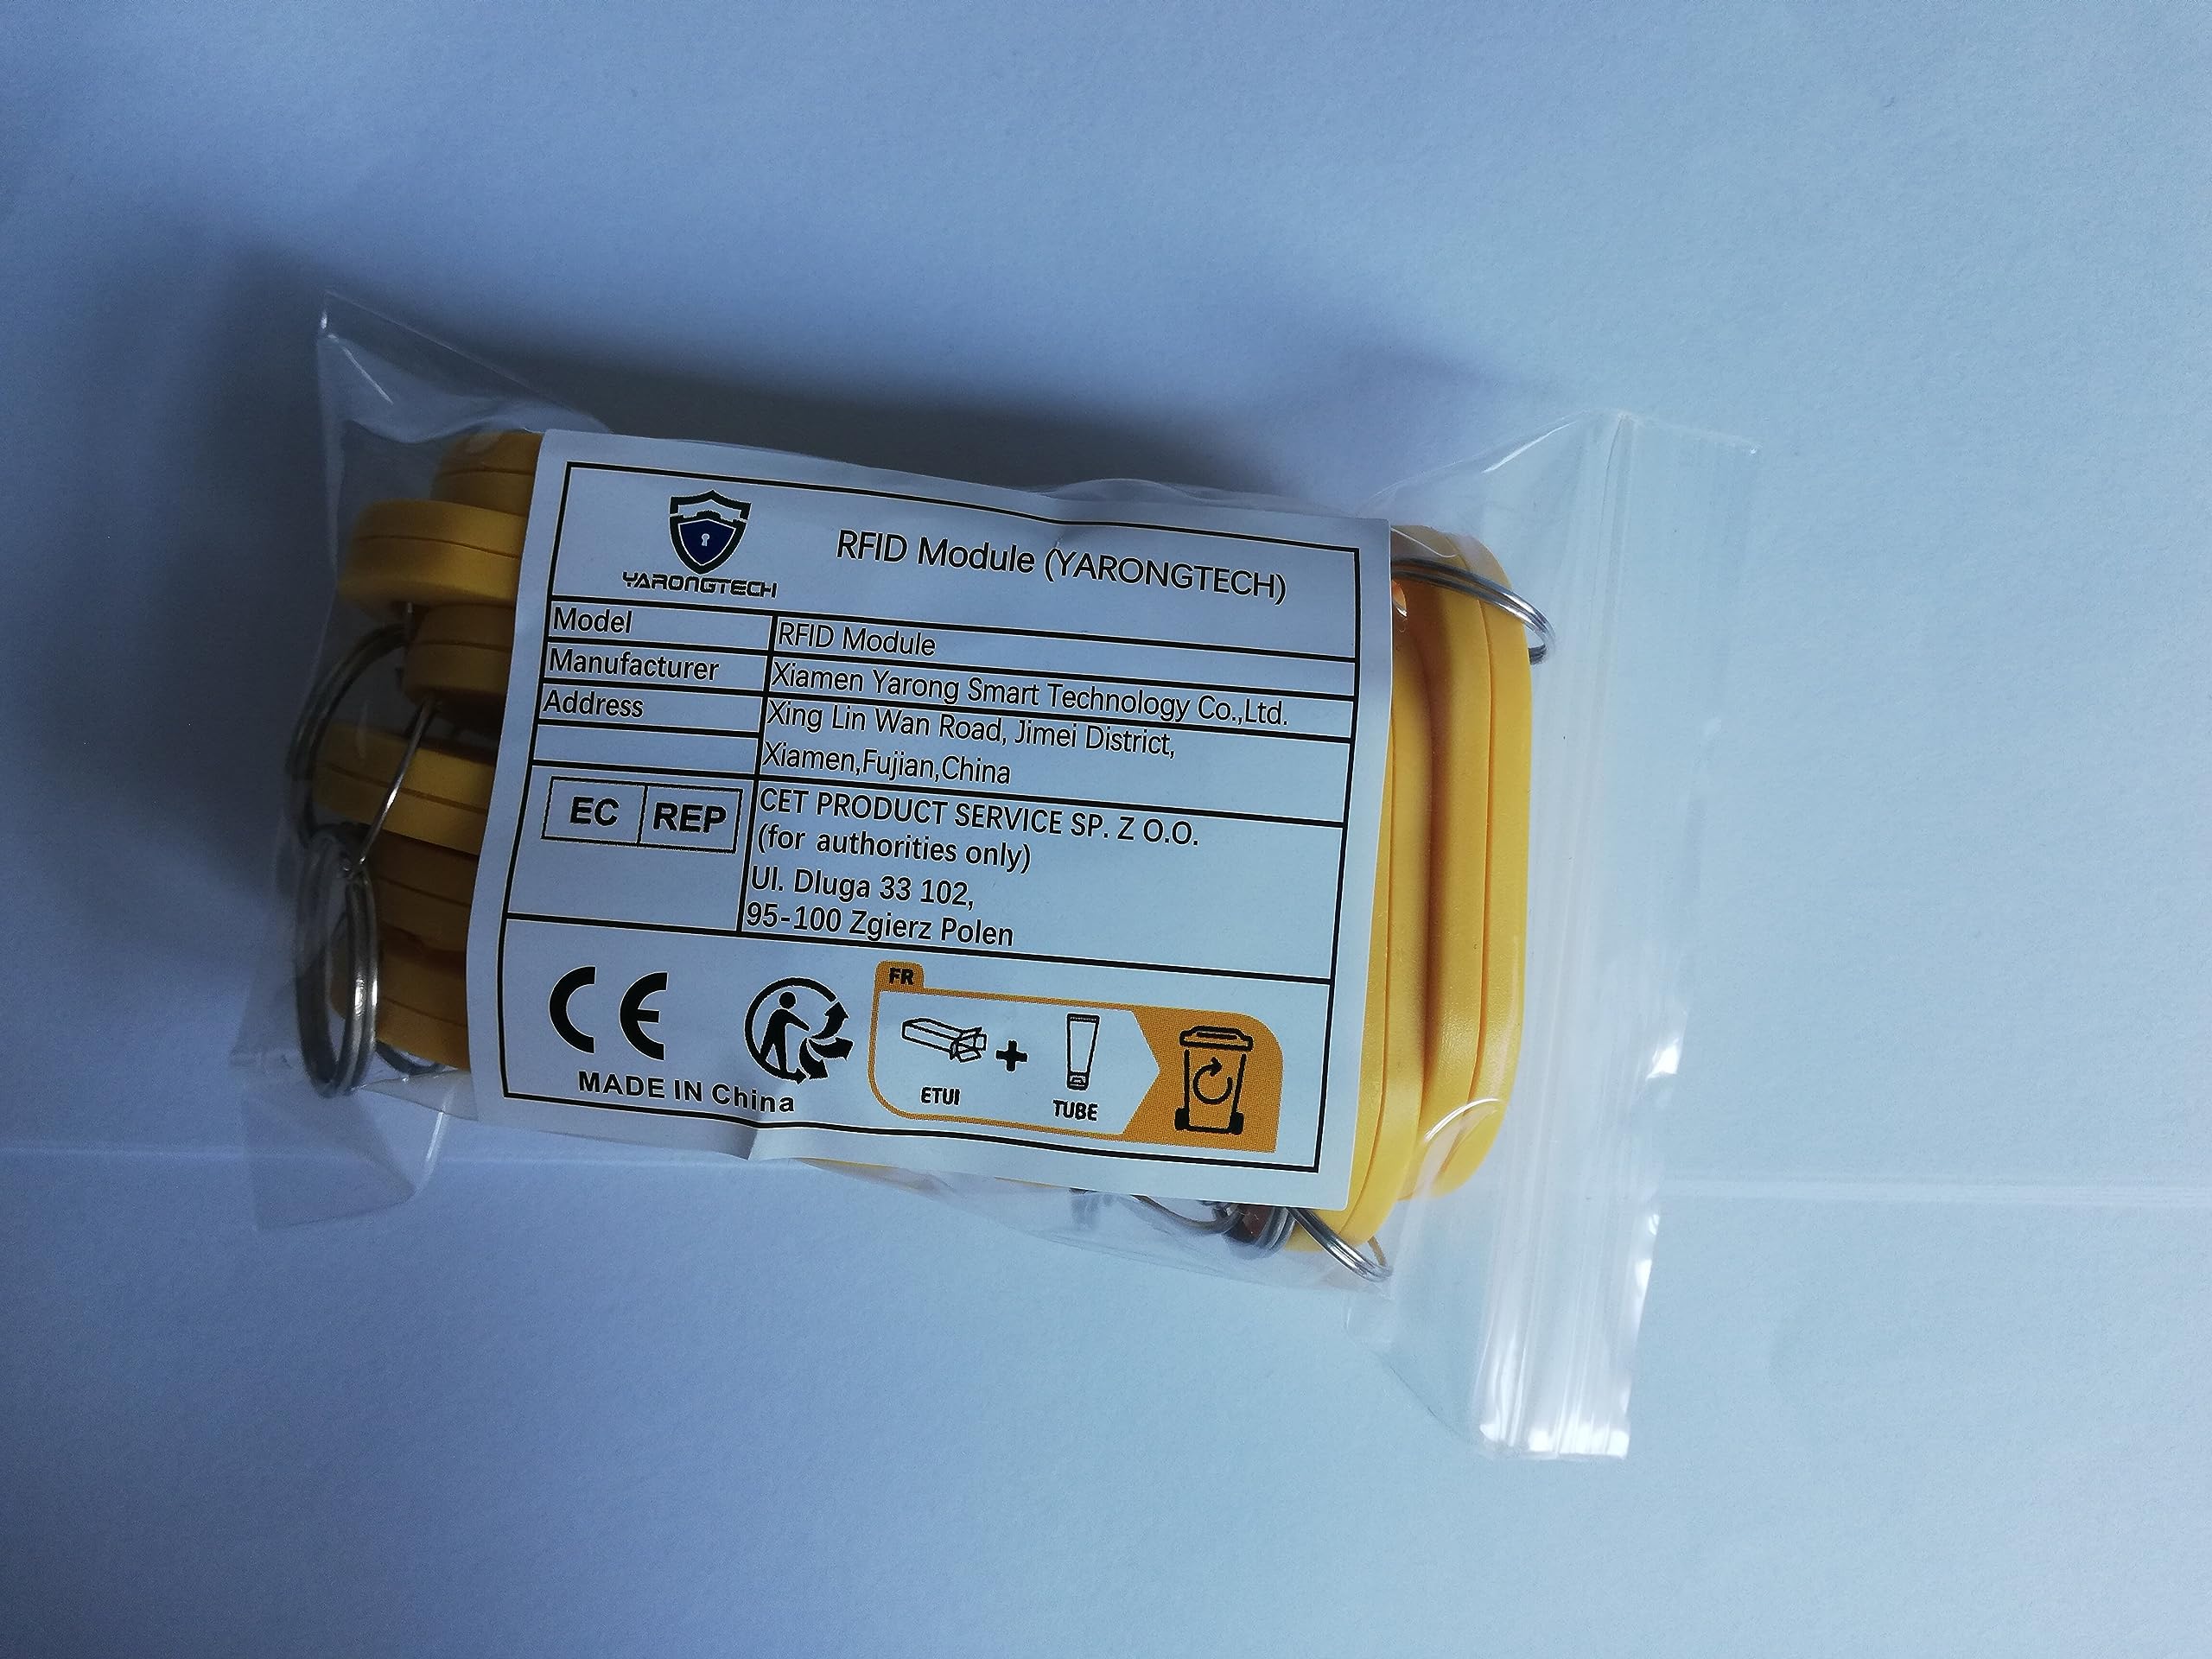 YARONGTECH
RFID Module (YARONGTECH)
Model
RFID Module
Manufacturer
Xiamen Yarong Smart Technology Co.,Ltd.
Address
Xing Lin Wan Road, Jimei District,
Xiamen,Fujian,China
EC REP
CET PRODUCT SERVICE SP. Z O.O.
(for authorities only)
Ul. Dluga 33 102,
95-100 Zgierz Polen
CE
MADE IN China
FR
ETUI
+
TUBE